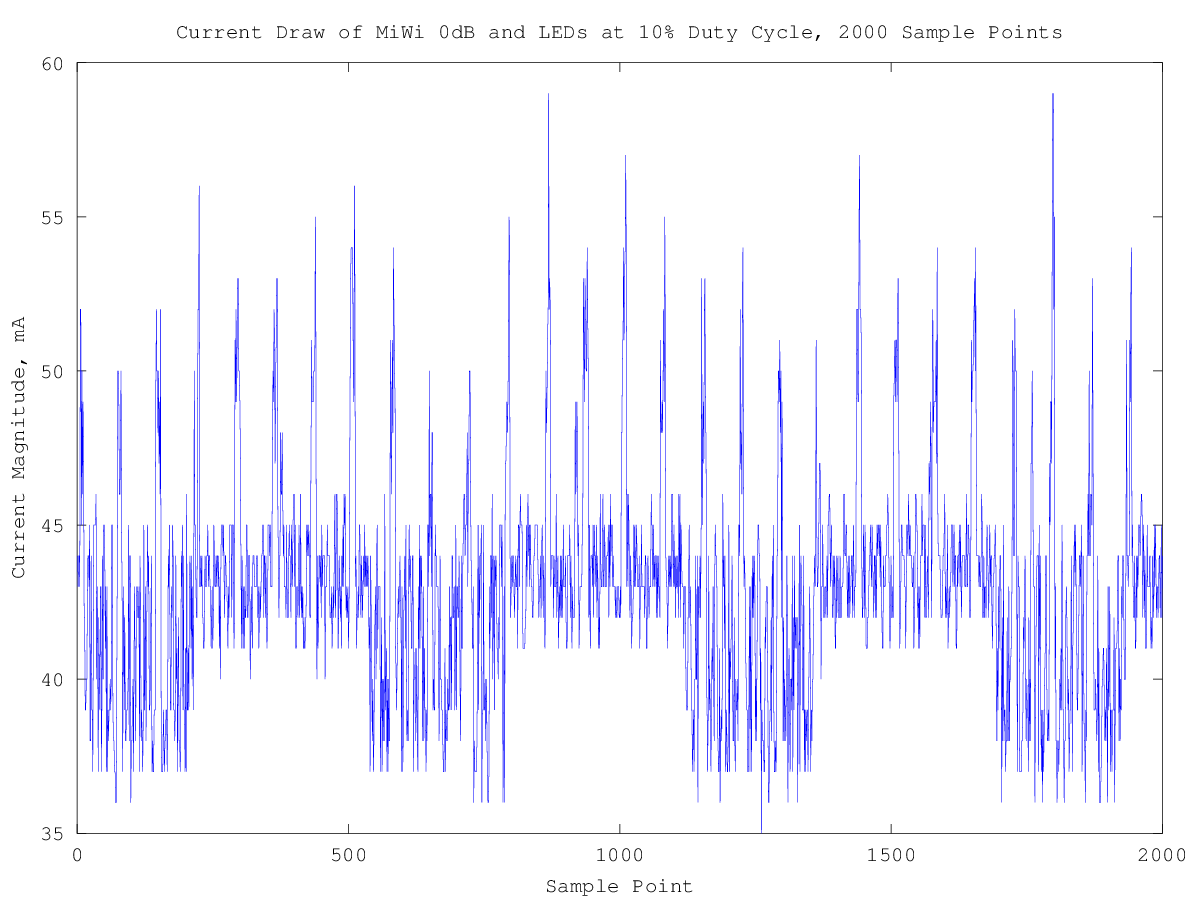 Current Draw of MiWi 0dB and LEDs at 10% Duty Cycle, 2000 Sample Points
60
55
50
45
40
35
Current Magnitude, mA
0 500 1000 1500 2000
Sample Point